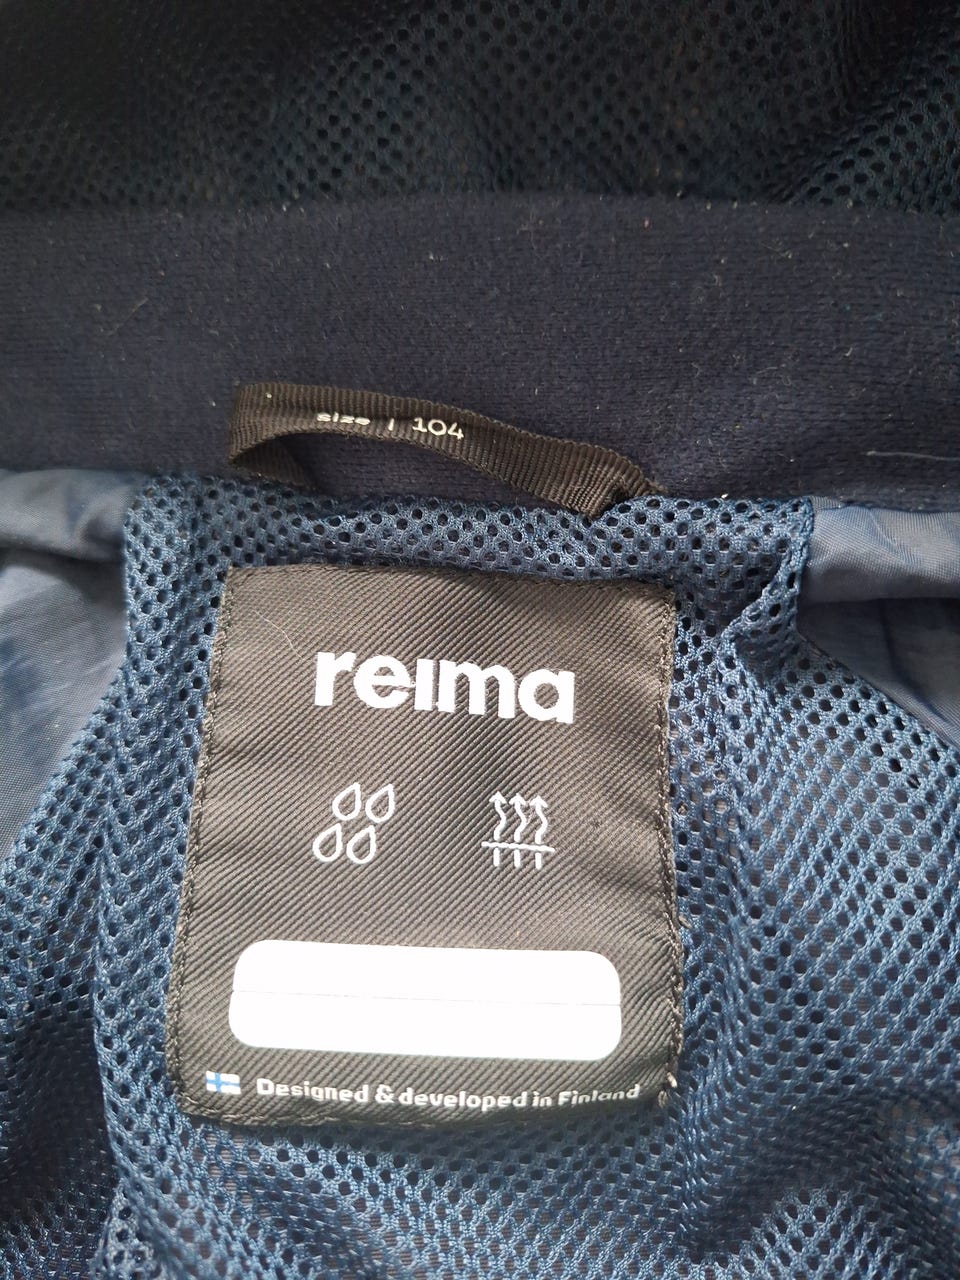 size | 104
reima
Designed & developed in Finland